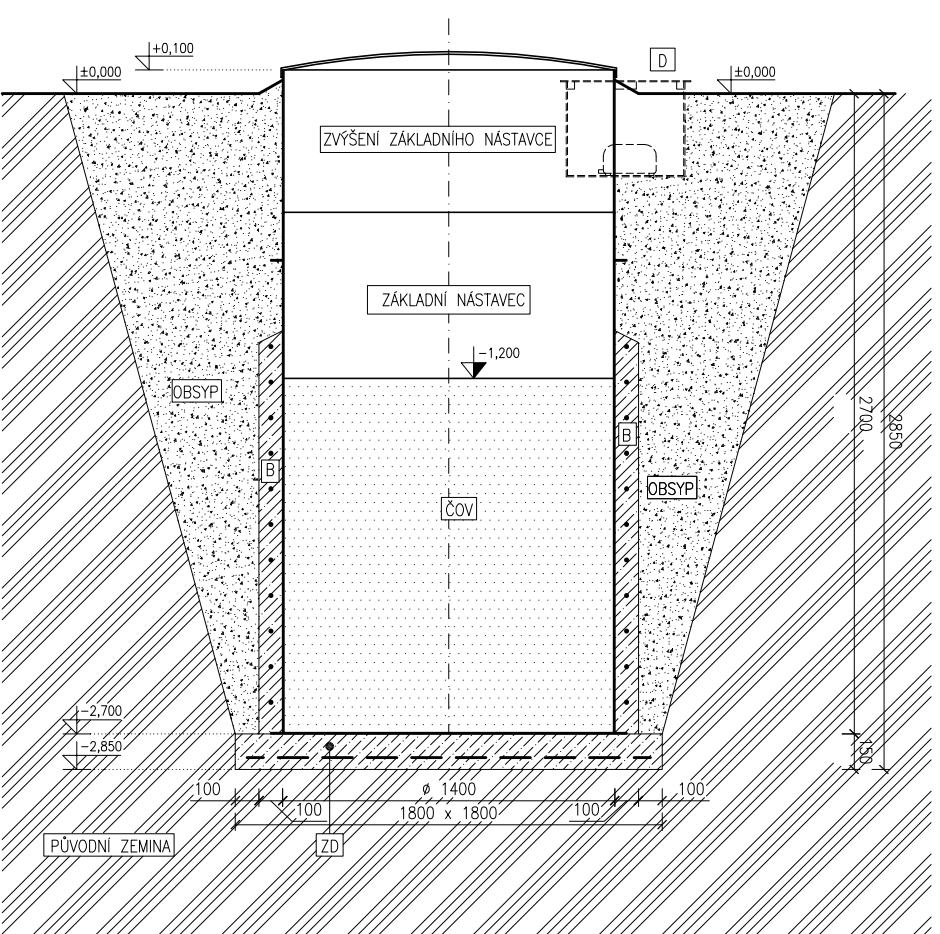 +0,100
±0,000
D
±0,000
ZVÝŠENÍ ZÁKLADNÍHO NÁSTAVCE
ZÁKLADNÍ NÁSTAVEC
-1,200
OBSYP
2700
2850
B
B
OBSYP
ČOV
-2,700
-2,850
150
100
ø 1400
100
100
1800 x 1800
100
PŮVODNÍ ZEMINA
ZD